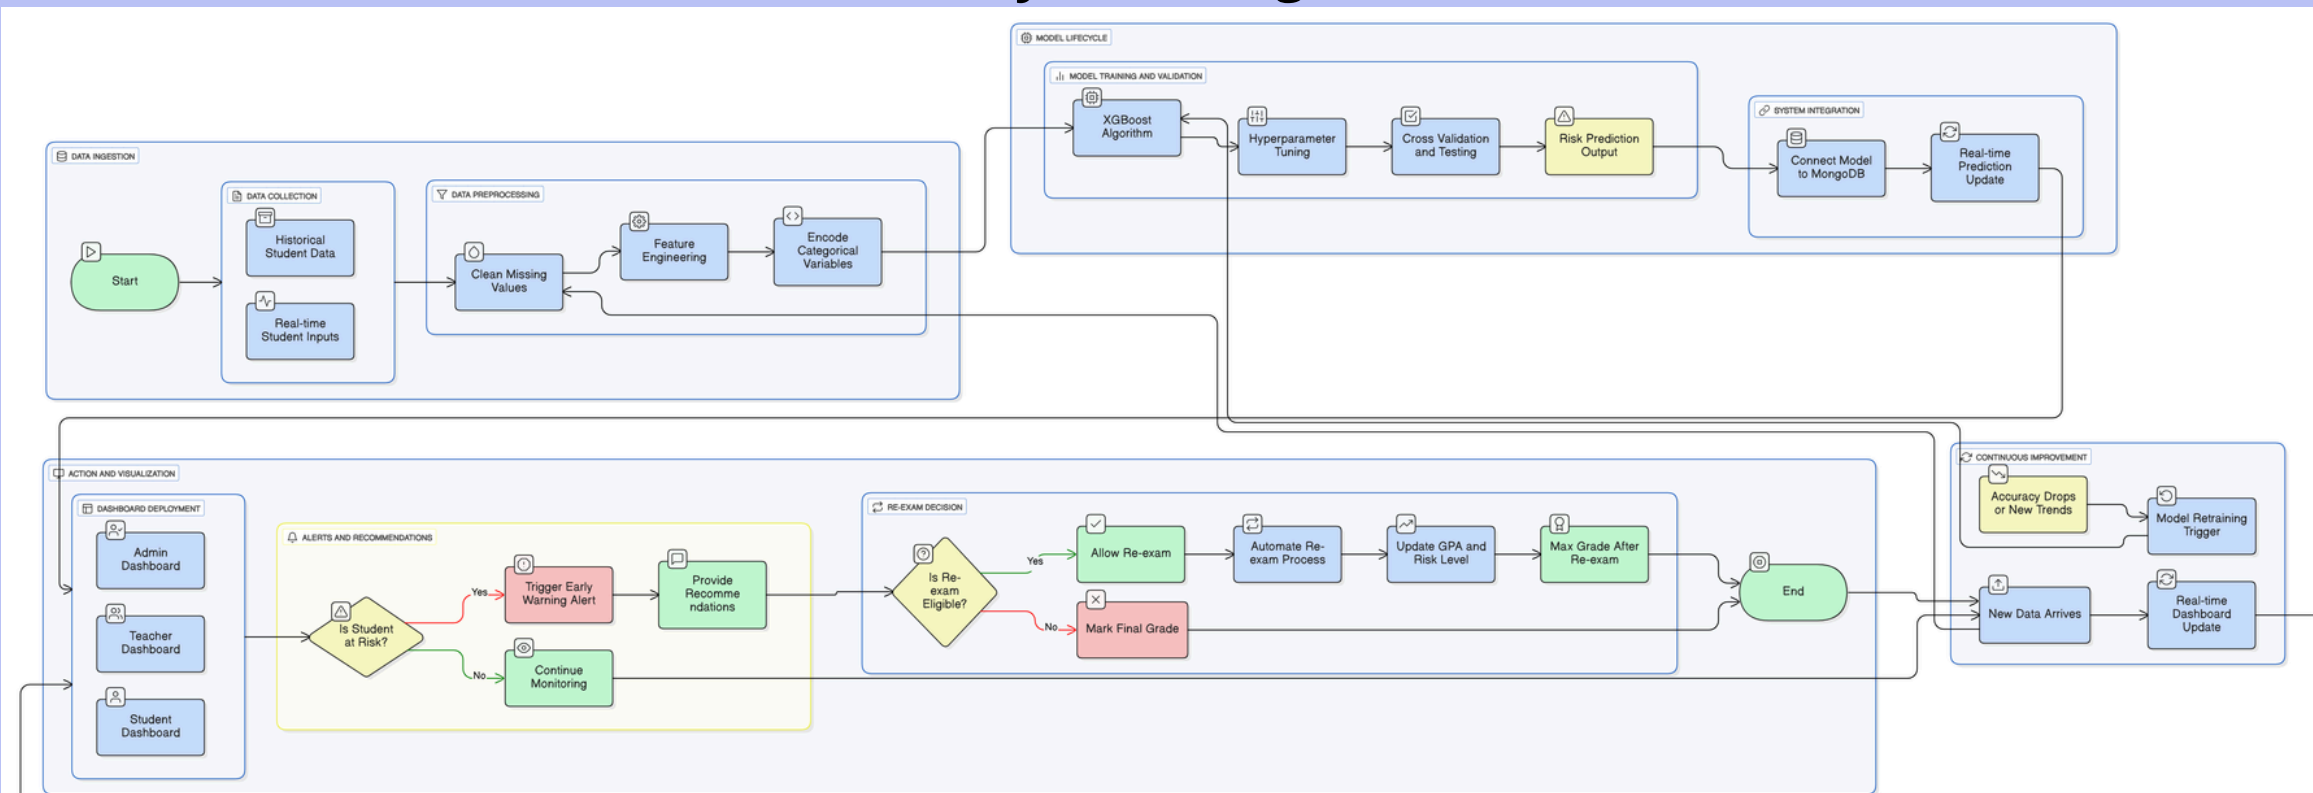 MODEL LIFECYCLE
MODEL TRAINING AND VALIDATION
XGBoost
Algorithm
Hyperparameter
Tuning
Cross Validation
and Testing
Risk Prediction
Output
SYSTEM INTEGRATION
Connect Model
to MongoDB
Real-time
Prediction
Update
DATA INGESTION
Start
DATA COLLECTION
Historical
Student Data
Real-time
Student Inputs
DATA PREPROCESSING
Clean Missing
Values
Feature
Engineering
Encode
Categorical
Variables
ACTION AND VISUALIZATION
DASHBOARD DEPLOYMENT
Admin
Dashboard
Teacher
Dashboard
Student
Dashboard
ALERTS AND RECOMMENDATIONS
Is Student
at Risk?
Yes
Trigger Early
Warning Alert
Provide
Recomme
ndations
No
Continue
Monitoring
RE-EXAM DECISION
Is Re-
exam
Eligible?
Yes
Allow Re-exam
Automate Re-
exam Process
Update GPA and
Risk Level
Max Grade After
Re-exam
No
Mark Final Grade
End
CONTINUOUS IMPROVEMENT
Accuracy Drops
or New Trends
Model Retraining
Trigger
New Data Arrives
Real-time
Dashboard
Update